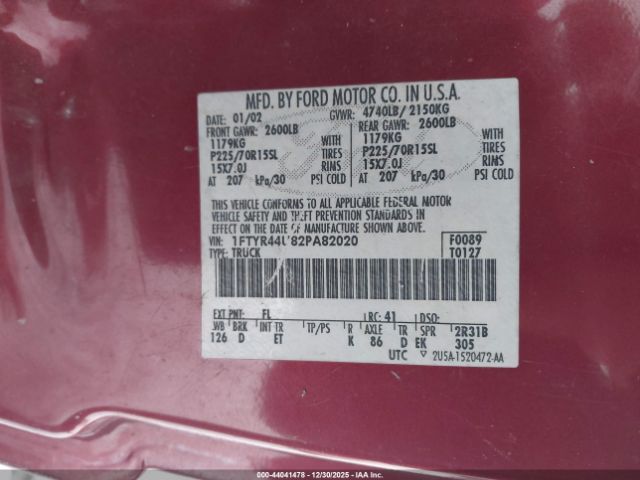 MFD. BY FORD MOTOR CO. IN U.S.A.
DATE: 01/02 GVWR: 4740LB/ 2150KG
FRONT GAWR: 2600LB REAR GAWR: 2600LB
1179KG WITH 1179KG WITH
P225/70R15SL TIRES P225/70R15SL TIRES
15X7.0J RIMS 15X7.0J RIMS
AT 207 kPa/30 PSI COLD AT 207 kPa/30 PSI COLD
THIS VEHICLE CONFORMS TO ALL APPLICABLE FEDERAL MOTOR
VEHICLE SAFETY AND THEFT PREVENTION STANDARDS IN
EFFECT ON THE DATE OF MANUFACTURE SHOWN ABOVE.
VIN: 1FTYR44U82PA82020 F0089
TYPE: TRUCK T0127
EXT PNT: FL RC: 41 DSO:
WB BRK INT TR TP/PS R AXLE TR SPR 2R31B
126 D ET K 86 D EK 305
UTC 2U5A-1520472-AA
000-44041478 - 12/30/2025 - IAA Inc.